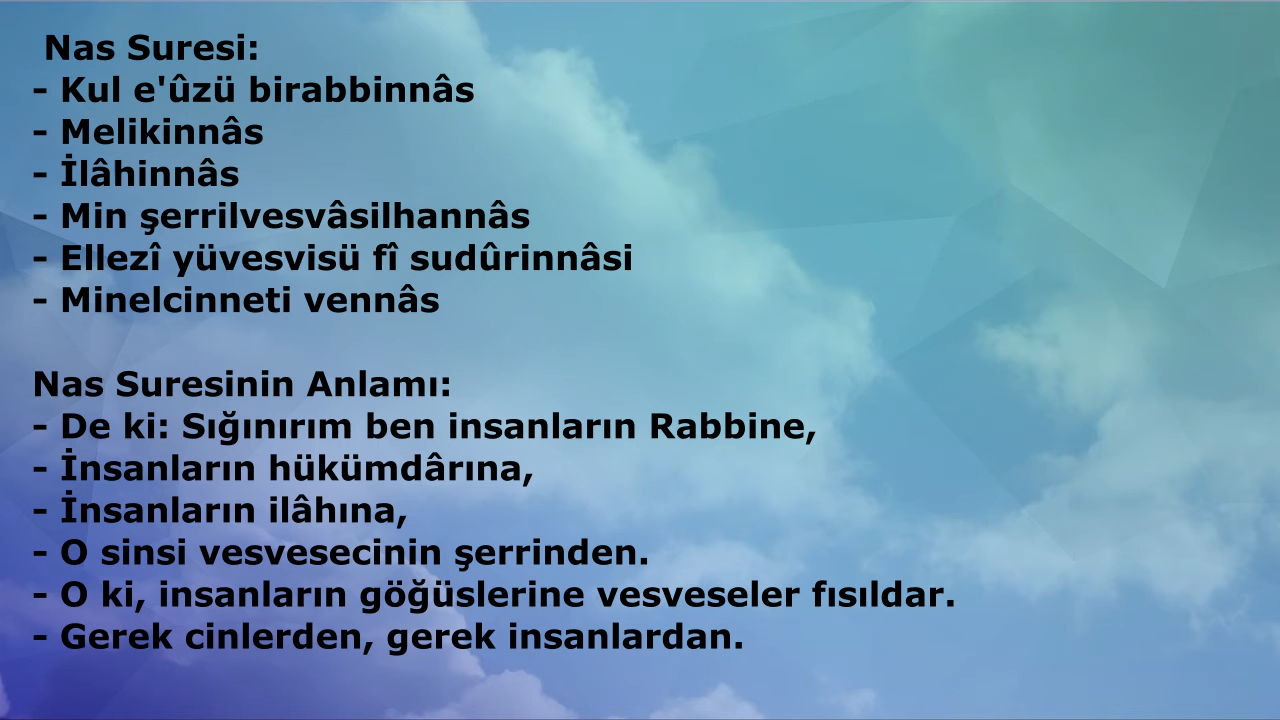 Nas Suresi:
- Kul e'ûzü birabbinnâs
- Melikinnâs
- İlâhinnâs
- Min şerrilvesvâsilhannâs
- Ellezî yüvesvisü fî sudûrinnâsi
- Minelcinneti vennâs
Nas Suresinin Anlamı:
- De ki: Sığınırım ben insanların Rabbine,
- İnsanların hükümdârına,
- İnsanların ilâhına,
- O sinsi vesvesecinin şerrinden.
- O ki, insanların göğüslerine vesveseler fısıldar.
- Gerek cinlerden, gerek insanlardan.